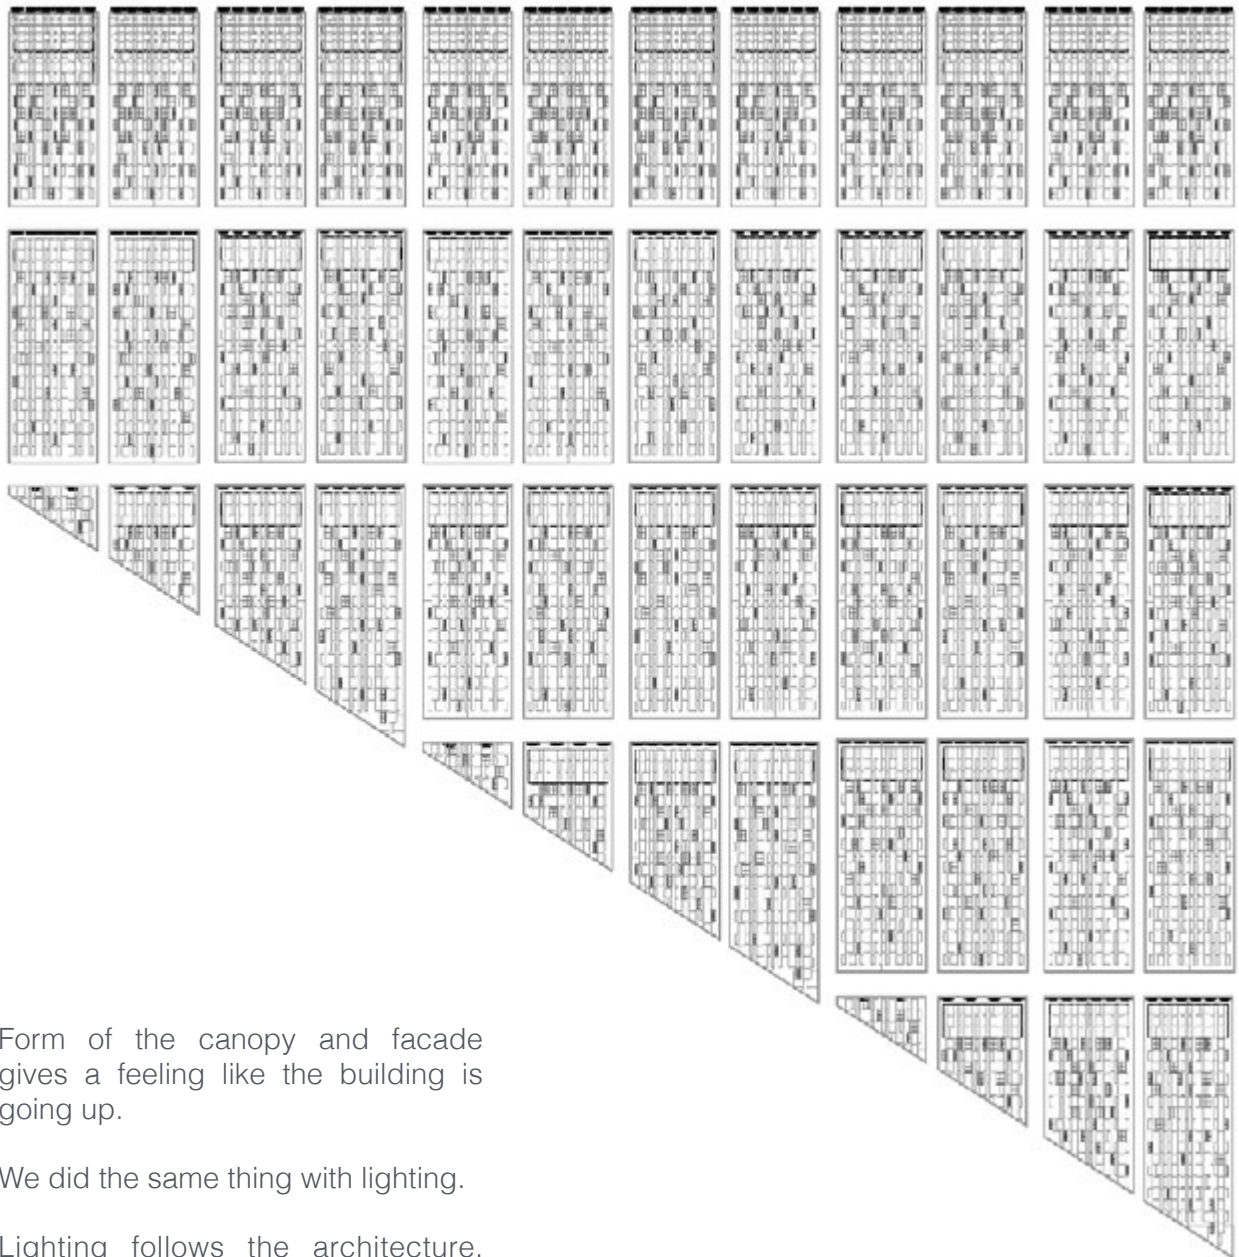 Form of the canopy and facade
gives a feeling like the building is
going up.
We did the same thing with lighting.
Lighting follows the architecture.